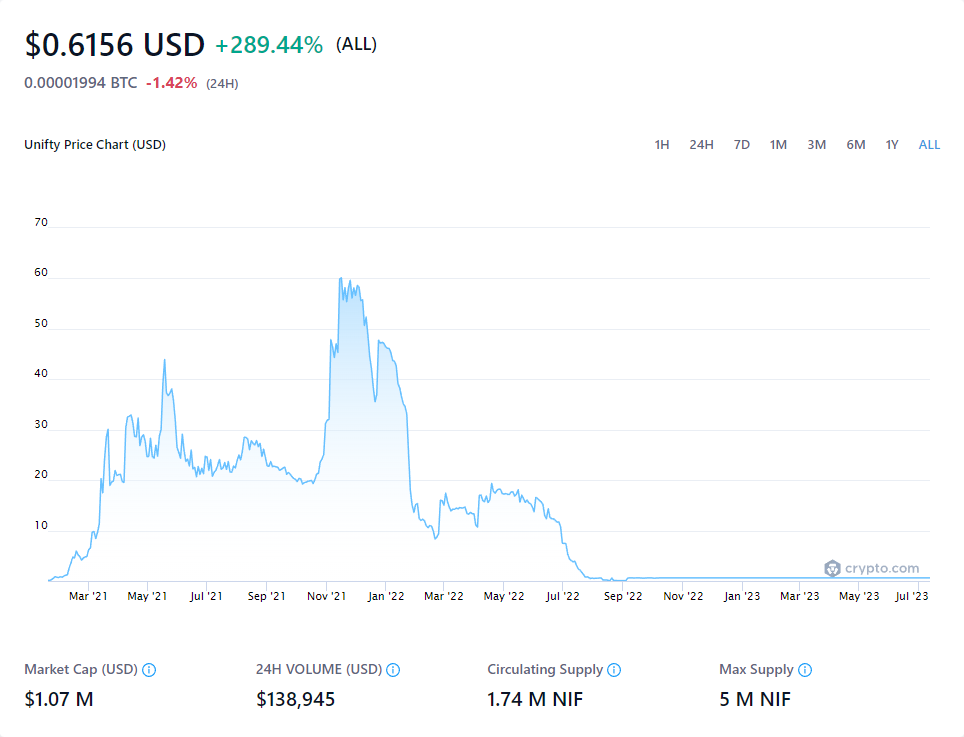 $0.6156 USD +289.44% (ALL)
0.00001994 BTC -1.42% (24H)
Unifty Price Chart (USD) 1H 24H 7D 1M 3M 6M 1Y ALL
70
60
50
40
30
20
10
crypto.com
Mar '21 May '21 Jul '21 Sep '21 Nov '21 Jan '22 Mar '22 May '22 Jul '22 Sep '22 Nov '22 Jan '23 Mar '23 May '23 Jul '23
Market Cap (USD) 24H VOLUME (USD) Circulating Supply Max Supply
$1.07 M $138,945 1.74 M NIF 5 M NIF